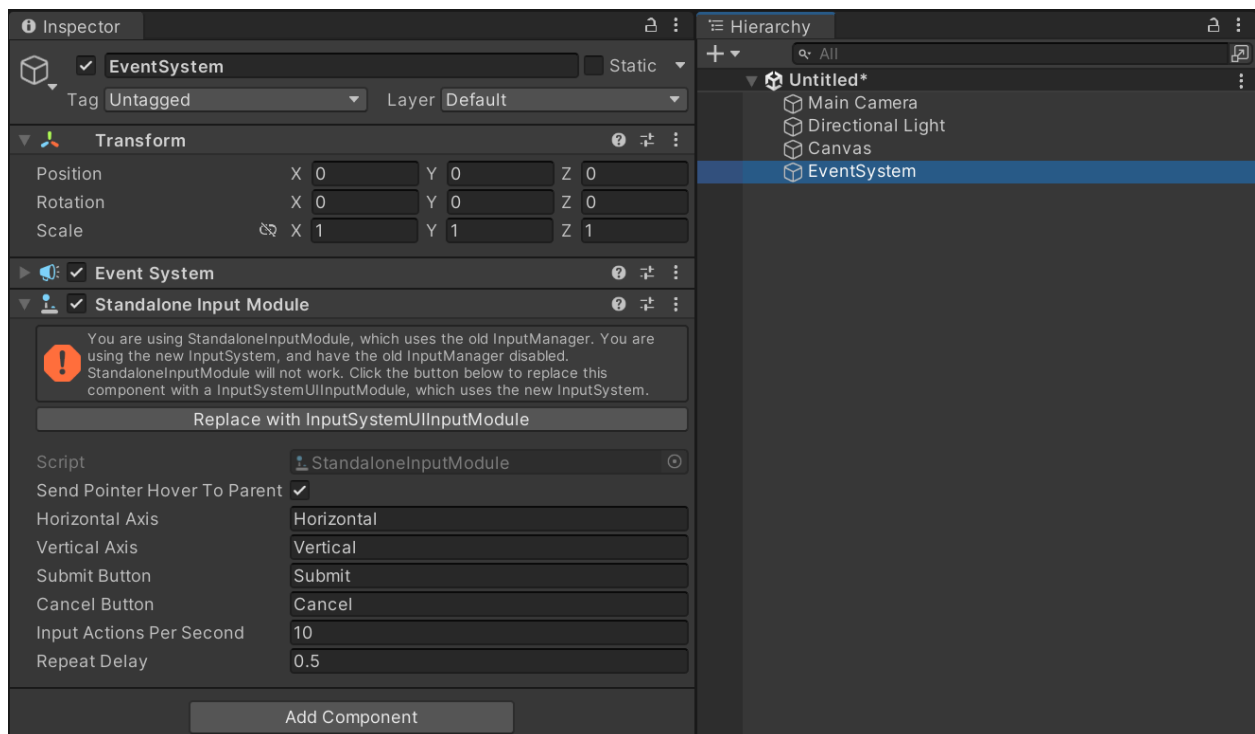 Inspector
EventSystem
Static
Tag Untagged Layer Default
Transform
Position X 0 Y 0 Z 0
Rotation X 0 Y 0 Z 0
Scale X 1 Y 1 Z 1
Event System
Standalone Input Module
You are using StandaloneInputModule, which uses the old InputManager. You are
using the new InputSystem, and have the old InputManager disabled.
StandaloneInputModule will not work. Click the button below to replace this
component with a InputSystemUIInputModule, which uses the new InputSystem.
Replace with InputSystemUIInputModule
Script StandaloneInputModule
Send Pointer Hover To Parent
Horizontal Axis Horizontal
Vertical Axis Vertical
Submit Button Submit
Cancel Button Cancel
Input Actions Per Second 10
Repeat Delay 0.5
Add Component
Hierarchy
All
Untitled*
Main Camera
Directional Light
Canvas
EventSystem